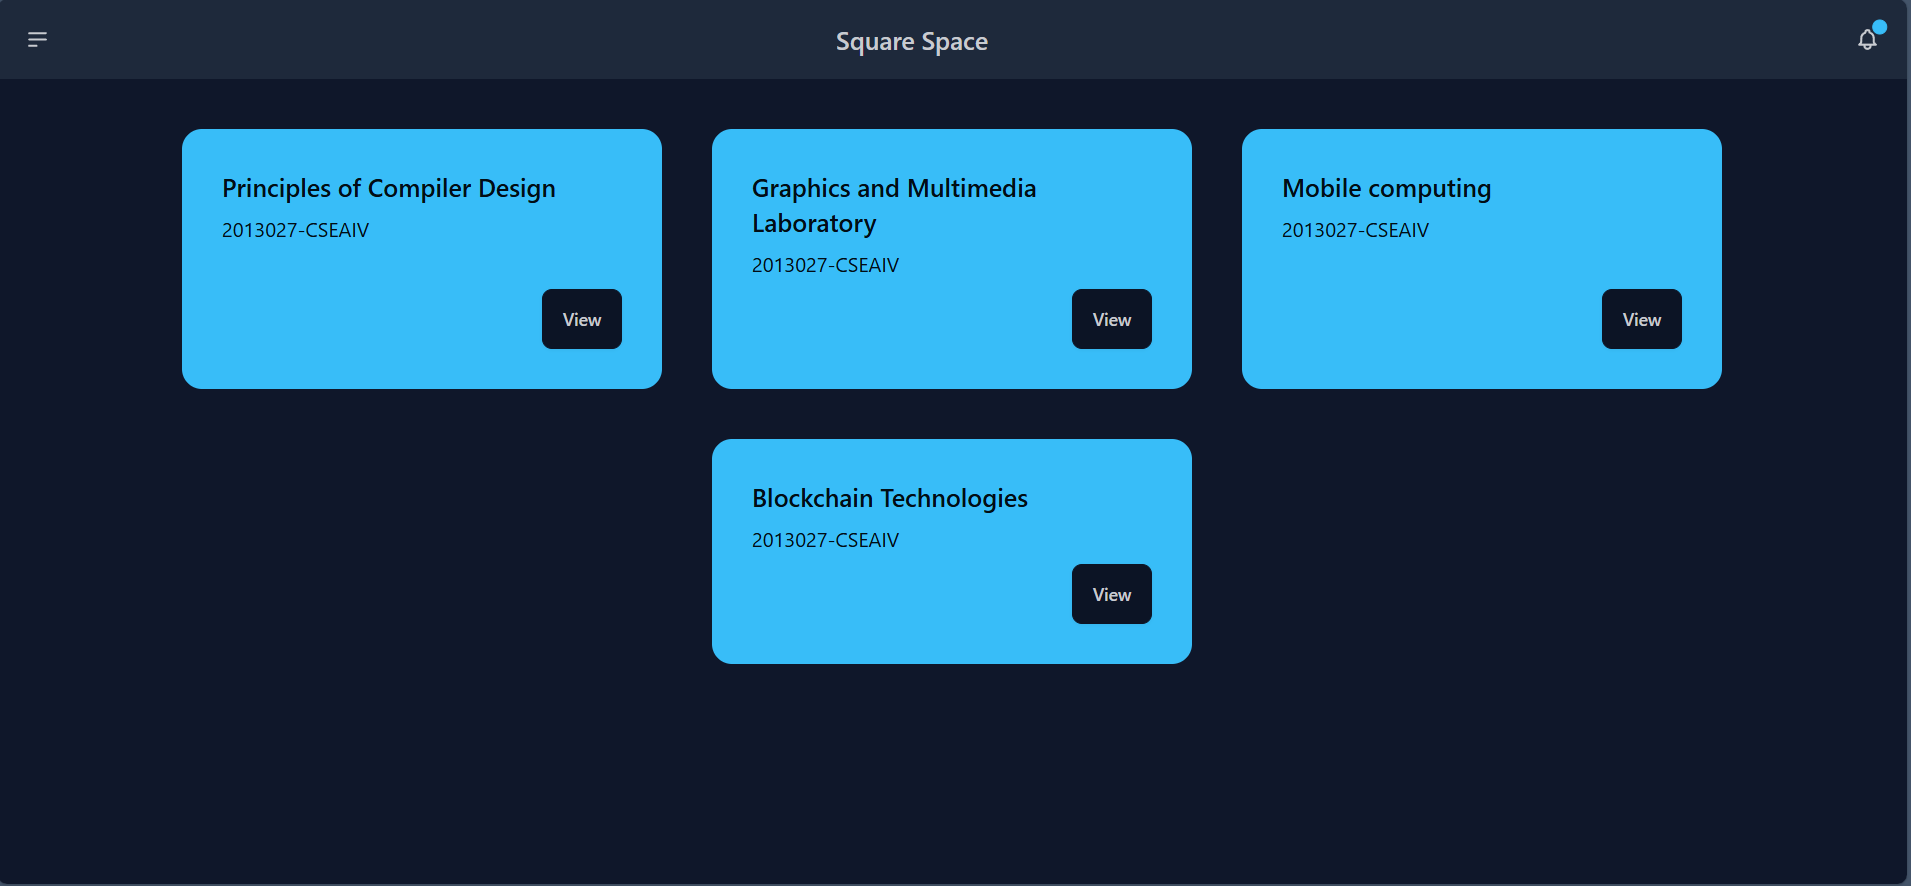 Square Space
Principles of Compiler Design
2013027-CSEAIV
View
Graphics and Multimedia
Laboratory
2013027-CSEAIV
View
Mobile computing
2013027-CSEAIV
View
Blockchain Technologies
2013027-CSEAIV
View